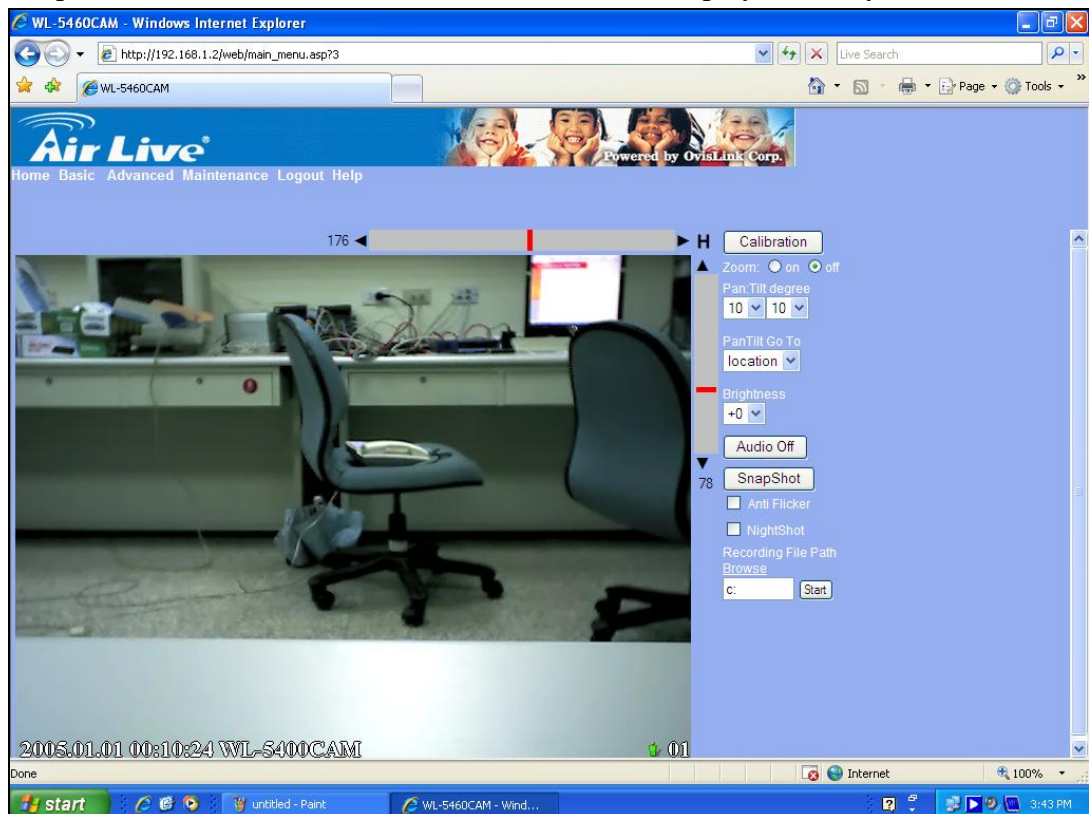 WL-5460CAM - Windows Internet Explorer
http://192.168.1.2/web/main_menu.asp?3
Live Search
WL-5460CAM
Page
Tools
»
Air Live®
Powered by OvisLink Corp.
Home Basic Advanced Maintenance Logout Help
176
H
Calibration
Zoom: on off
Pan:Tilt degree
10 10
PanTilt Go To
location
Brightness
+0
Audio Off
78
SnapShot
Anti Flicker
NightShot
Recording File Path
Browse
c: Start
2005.01.01 00:10:24 WL-5400CAM
01
Done
Internet
100%
start
untitled - Paint
WL-5460CAM - Wind...
3:43 PM